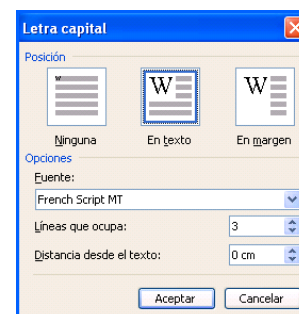 Letra capital
Posición
W
W
W
Ninguna
En texto
En margen
Opciones
Fuente:
French Script MT
Líneas que ocupa:
3
Distancia desde el texto:
0 cm
Aceptar
Cancelar